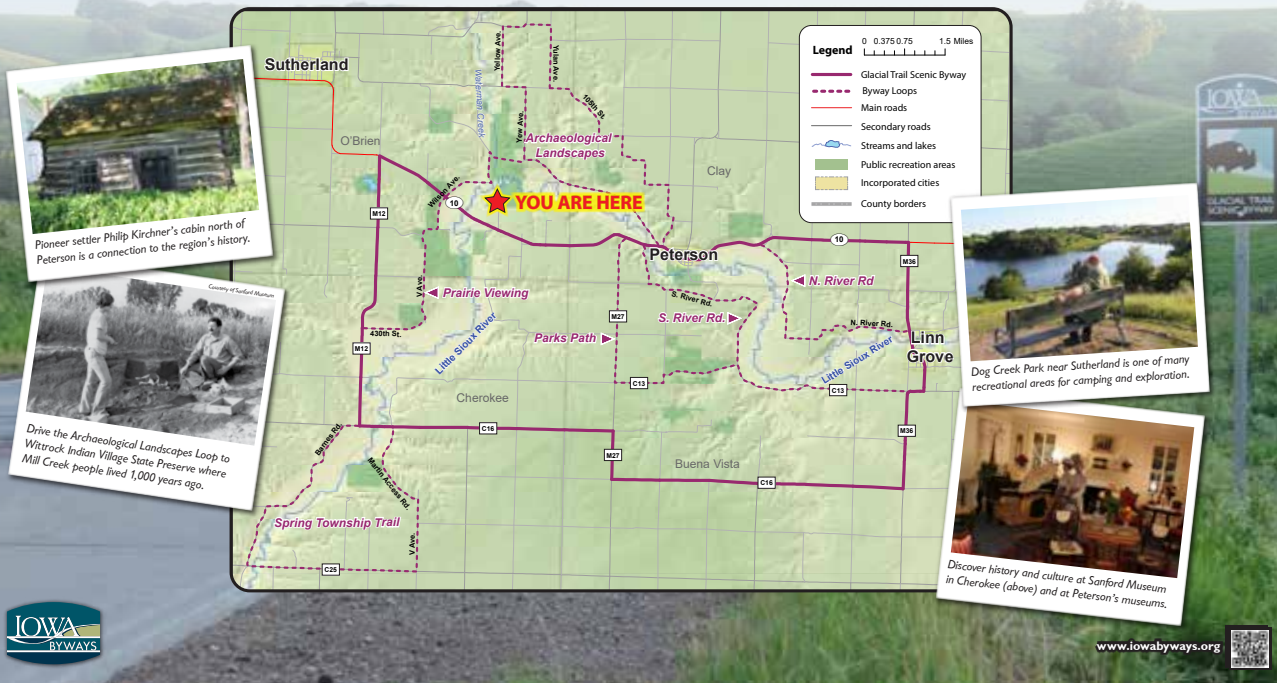 Sutherland
O'Brien
Clay
Cherokee
Buena Vista
Peterson
Linn
Grove
YOU ARE HERE
Archaeological
Landscapes
Prairie Viewing
Parks Path
S. River Rd.
N. River Rd
Spring Township Trail
Waterman Creek
Little Sioux River
Little Sioux River
Yellow Ave.
Yulan Ave.
Yew Ave.
105th St.
Wilson Ave.
V Ave.
430th St.
S. River Rd.
N. River Rd.
Barnes Rd.
Martin Access Rd.
V Ave.
10
10
M12
M12
M27
M27
M36
M36
C13
C13
C16
C16
C25
Legend
0 0.375 0.75 1.5 Miles
Glacial Trail Scenic Byway
Byway Loops
Main roads
Secondary roads
Streams and lakes
Public recreation areas
Incorporated cities
County borders
Pioneer settler Philip Kirchner's cabin north of
Peterson is a connection to the region's history.
Courtesy of Sanford Museum
Drive the Archaeological Landscapes Loop to
Wittrock Indian Village State Preserve where
Mill Creek people lived 1,000 years ago.
Dog Creek Park near Sutherland is one of many
recreational areas for camping and exploration.
Discover history and culture at Sanford Museum
in Cherokee (above) and at Peterson's museums.
IOWA
BYWAYS
GLACIAL TRAIL
SCENIC BYWAY
IOWA
BYWAYS
www.iowabyways.org